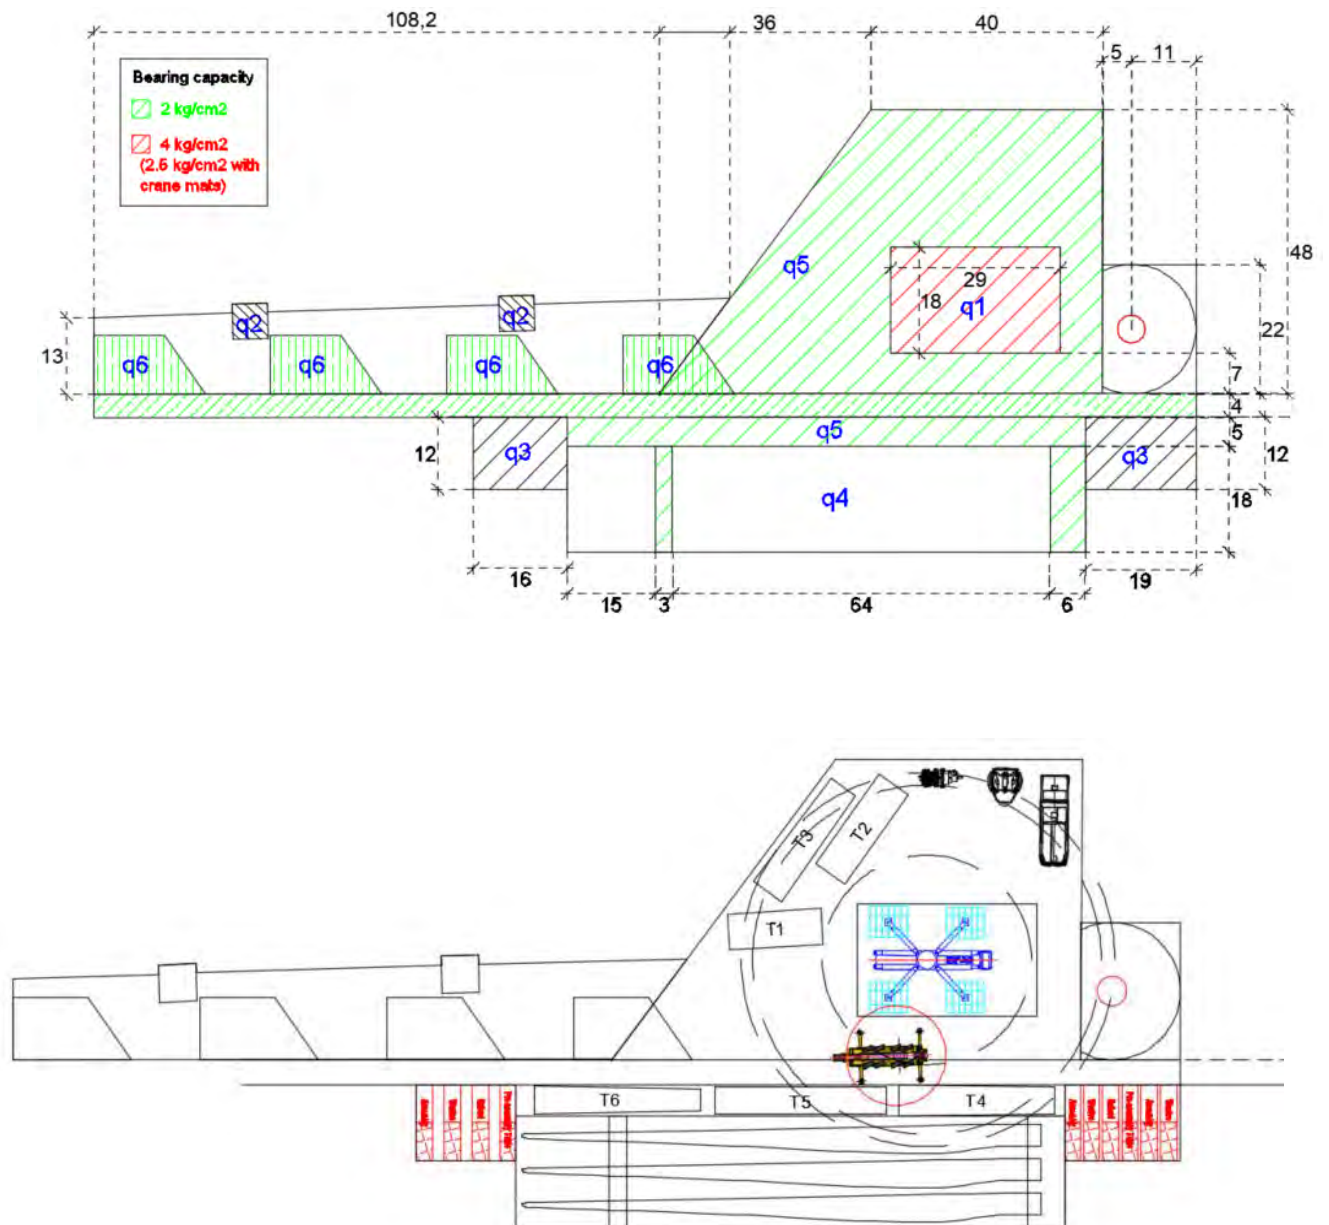 108,2
36
40
5
11
Bearing capacity
2 kg/cm2
4 kg/cm2
(2.5 kg/cm2 with
crane mats)
q5
48
29
18
q1
q2
q2
22
13
q6
q6
q6
q6
7
4
q5
5
12
q3
q3
12
q4
18
16
19
15
3
64
6
T3
T2
T1
T6
T5
T4